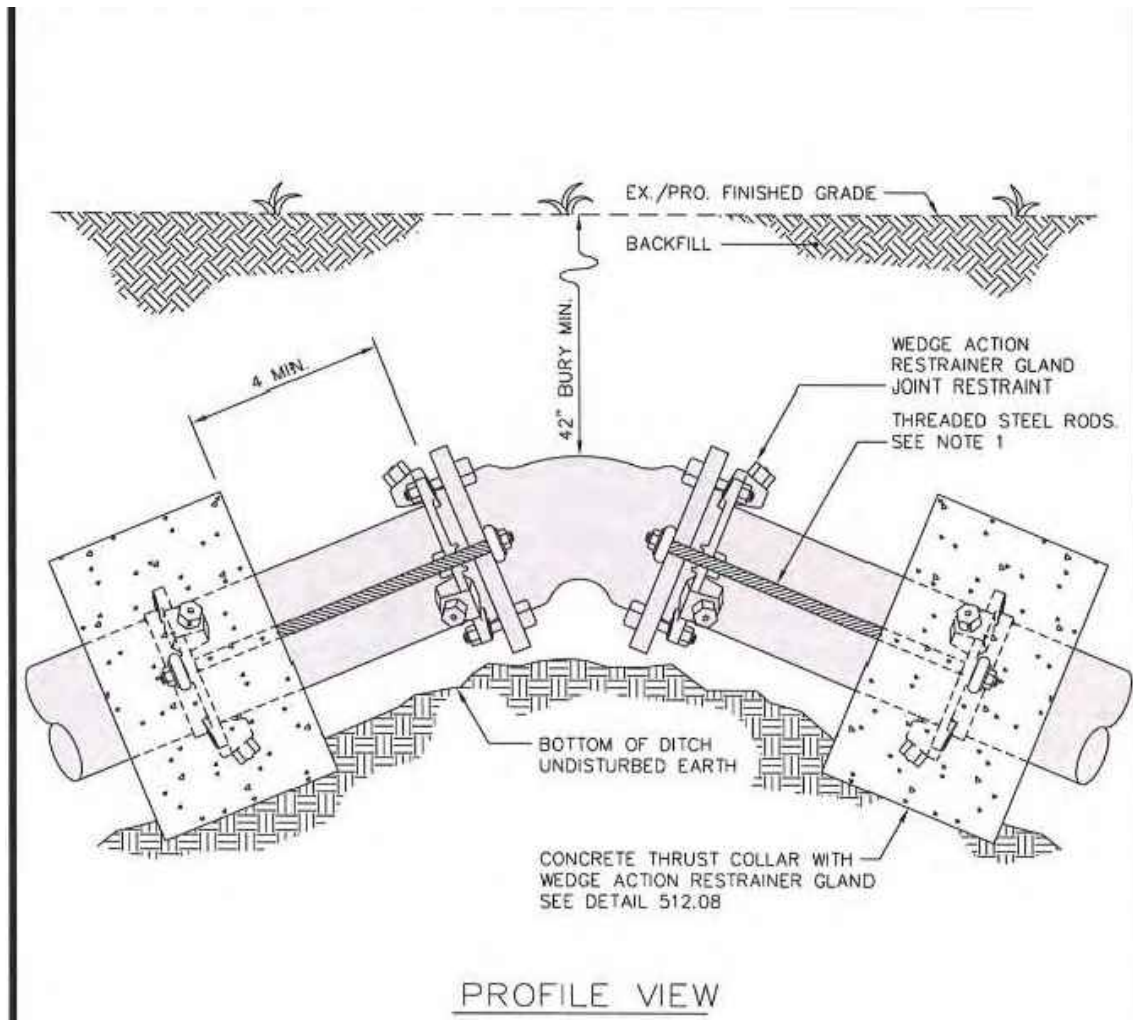 EX./PRO. FINISHED GRADE
BACKFILL
4 MIN.
42" BURY MIN.
WEDGE ACTION
RESTRAINER GLAND
JOINT RESTRAINT
THREADED STEEL RODS.
SEE NOTE 1
BOTTOM OF DITCH
UNDISTURBED EARTH
CONCRETE THRUST COLLAR WITH
WEDGE ACTION RESTRAINER GLAND
SEE DETAIL 512.08
PROFILE VIEW